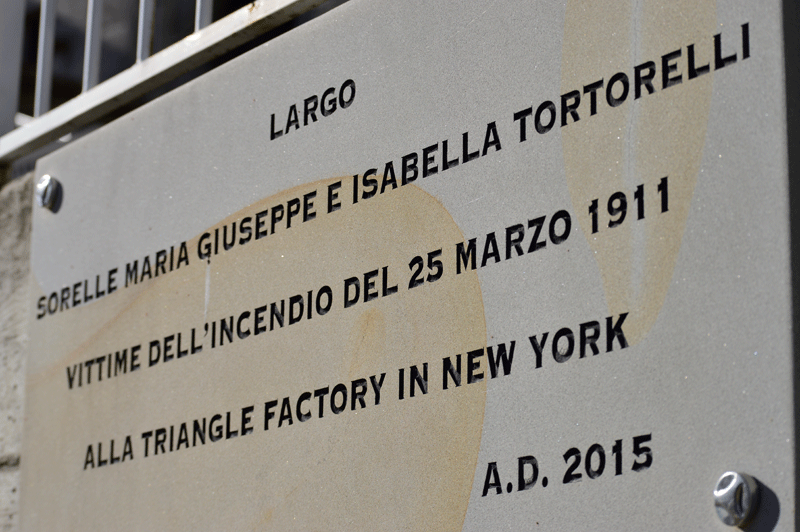 LARGO
SORELLE MARIA GIUSEPPE E ISABELLA TORTORELLI
VITTIME DELL'INCENDIO DEL 25 MARZO 1911
ALLA TRIANGLE FACTORY IN NEW YORK
A.D. 2015